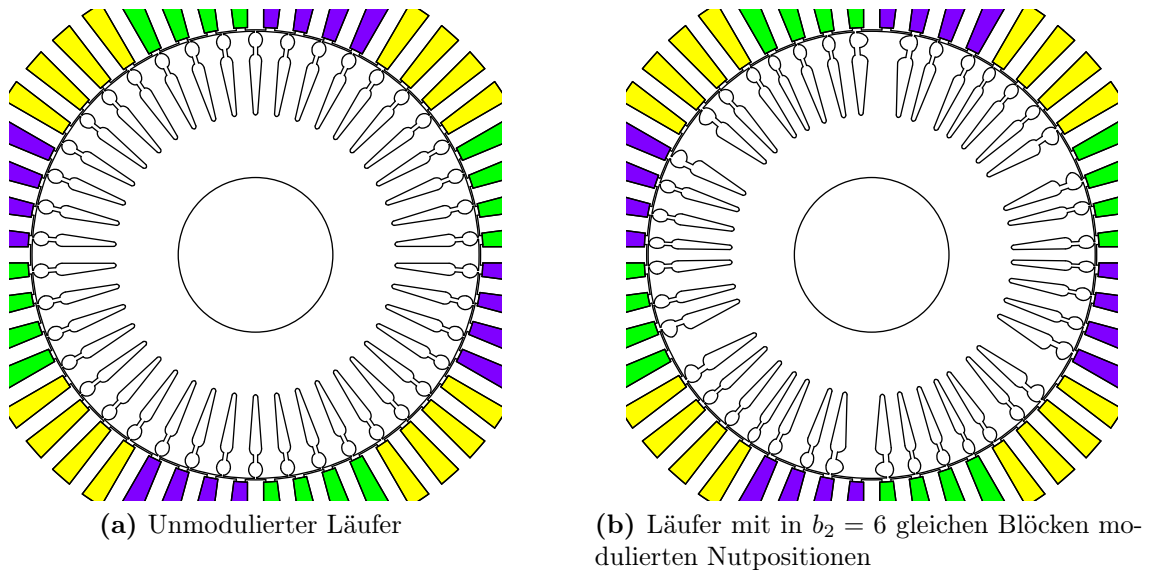 (a) Unmodulierter Läufer
(b) Läufer mit in b₂ = 6 gleichen Blöcken mo-
dulierten Nutpositionen